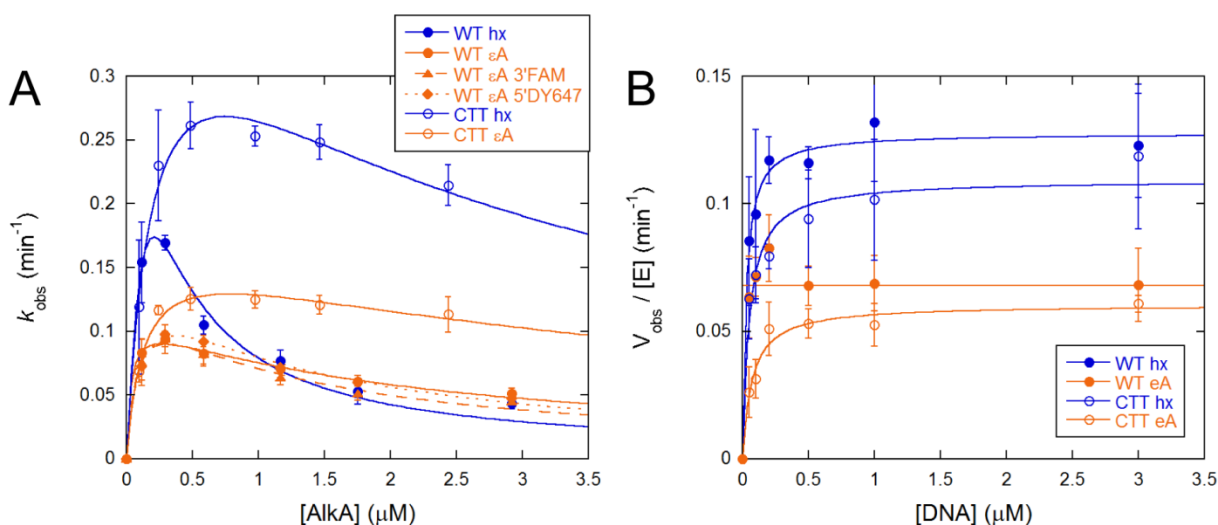 A
WT hx
WT εA
WT εA 3'FAM
WT εA 5'DY647
CTT hx
CTT εA
0.3
0.25
0.2
0.15
0.1
0.05
0
k_obs (min⁻¹)
0 0.5 1 1.5 2 2.5 3 3.5
[AlkA] (μM)
B
0.15
0.1
0.05
0
V_obs / [E] (min⁻¹)
WT hx
WT eA
CTT hx
CTT eA
0 0.5 1 1.5 2 2.5 3 3.5
[DNA] (μM)